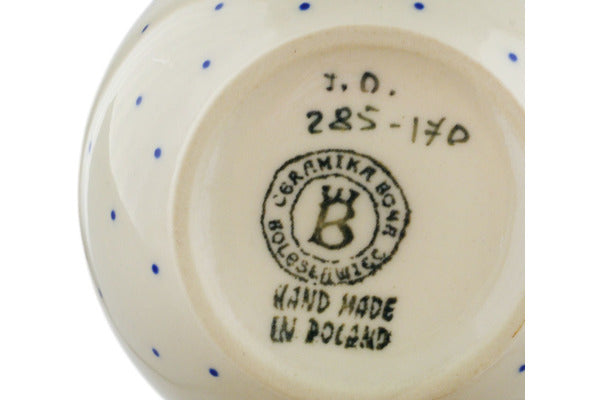 J.O.
285-170
CERAMIKA BONA
B
BOLESŁAWIEC
HAND MADE
IN POLAND